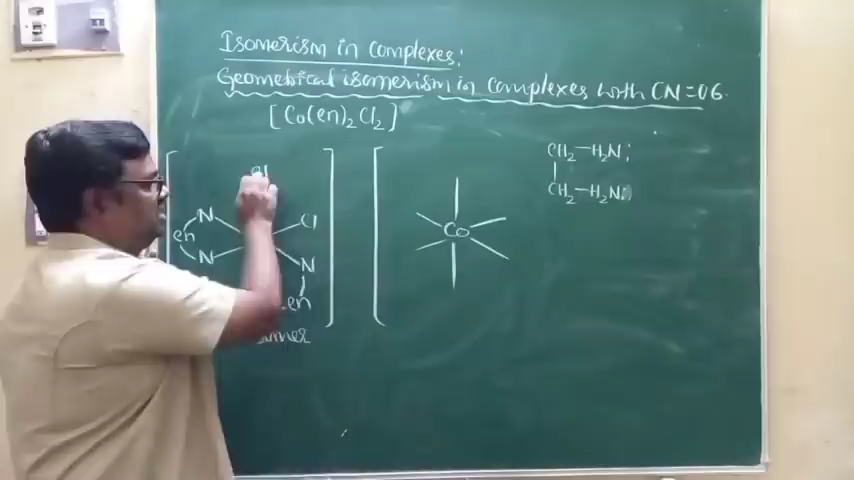 Isomerism in complexes:
Geometrical isomerism in complexes with CN=06.
[Co(en)2Cl2]
CH2-H2N:
CH2-H2N:
Cl
N
Cl
en
Co
N
N
en